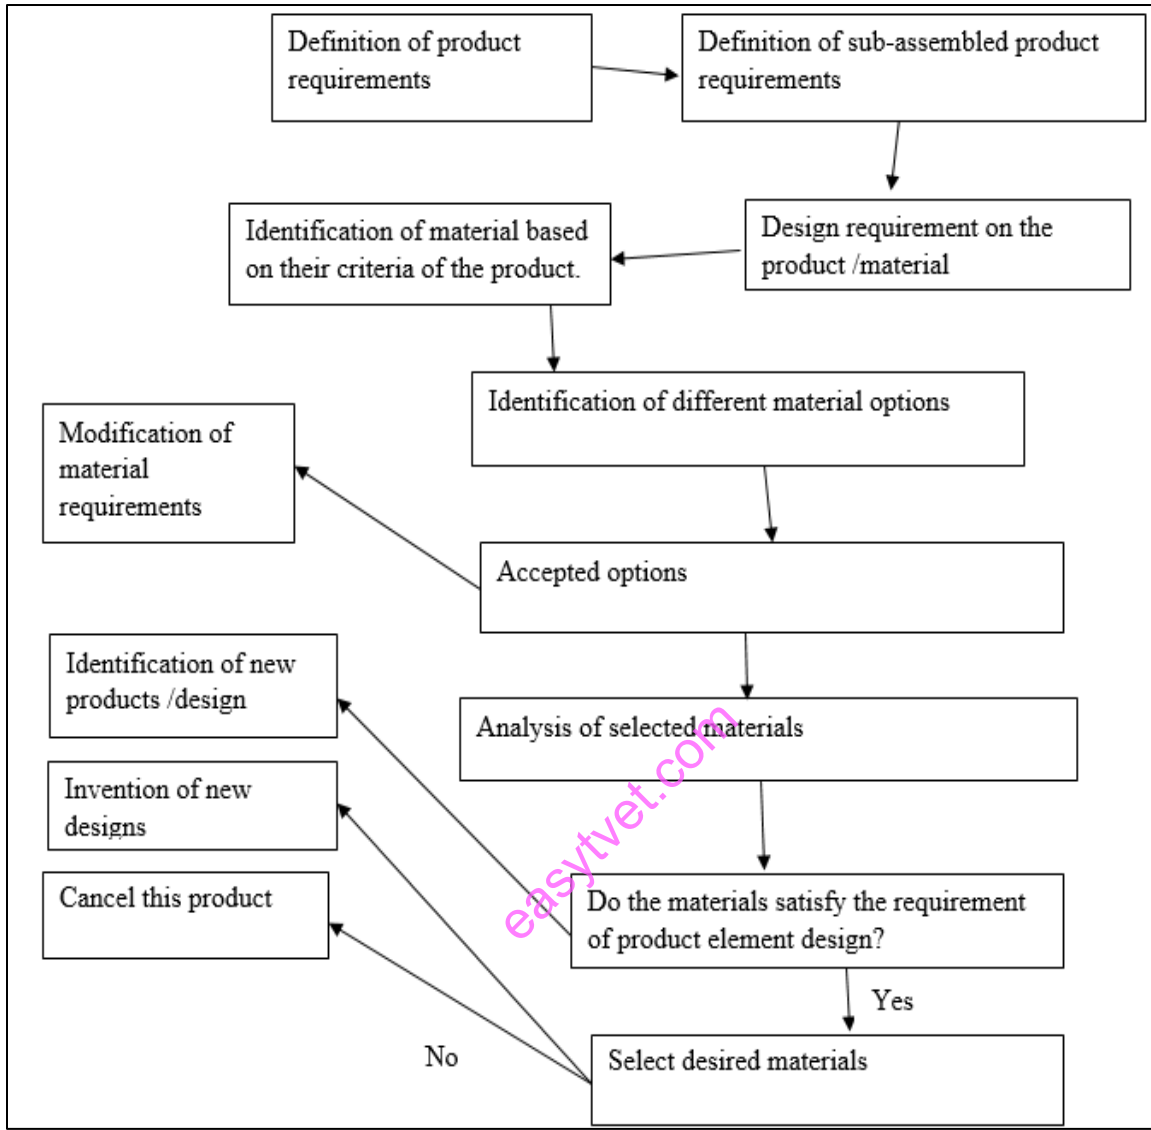 Definition of product
requirements
Definition of sub-assembled product
requirements
Design requirement on the
product /material
Identification of material based
on their criteria of the product.
Identification of different material options
Modification of
material
requirements
Accepted options
Identification of new
products /design
Analysis of selected materials
Invention of new
designs
Cancel this product
Do the materials satisfy the requirement
of product element design?
Yes
No
Select desired materials
easytvet.com